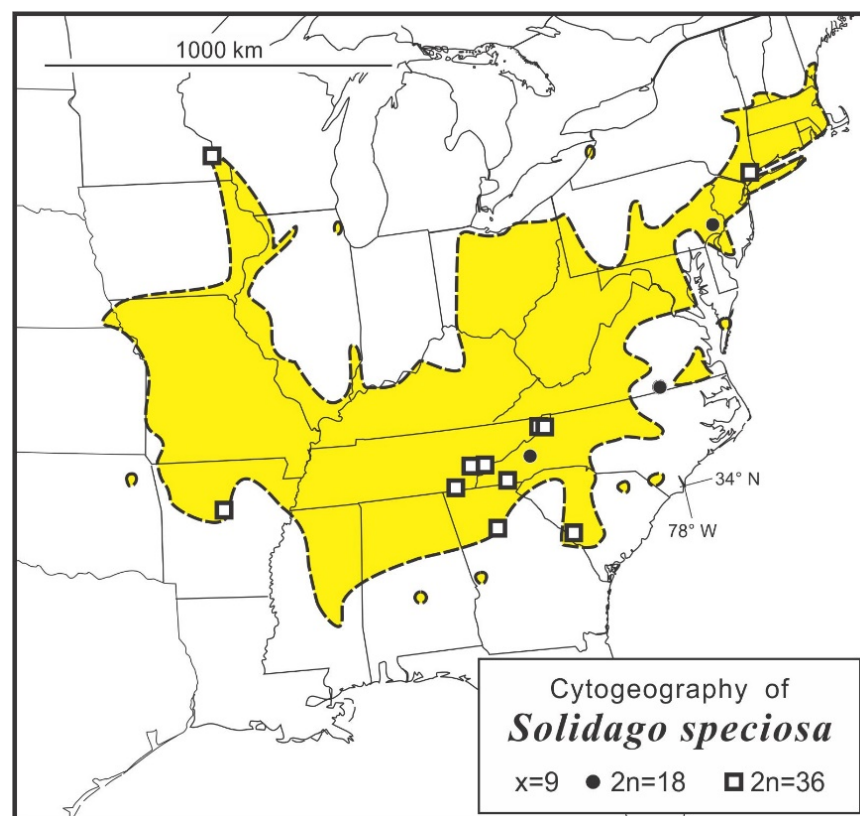 1000 km
34° N
78° W
Cytogeography of
Solidago speciosa
x=9 ● 2n=18 □ 2n=36